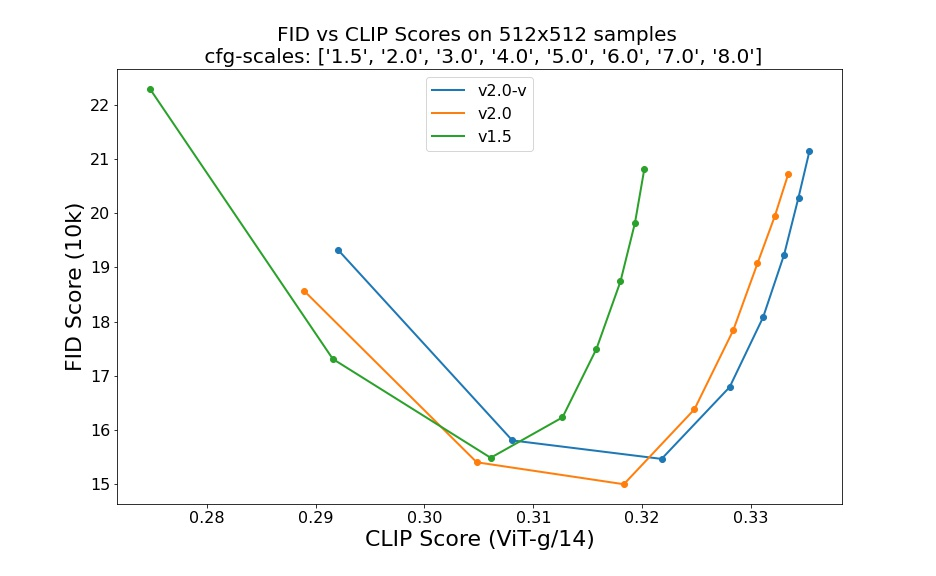 FID vs CLIP Scores on 512x512 samples
cfg-scales: ['1.5', '2.0', '3.0', '4.0', '5.0', '6.0', '7.0', '8.0']
v2.0-v
v2.0
v1.5
FID Score (10k)
22
21
20
19
18
17
16
15
0.28 0.29 0.30 0.31 0.32 0.33
CLIP Score (ViT-g/14)